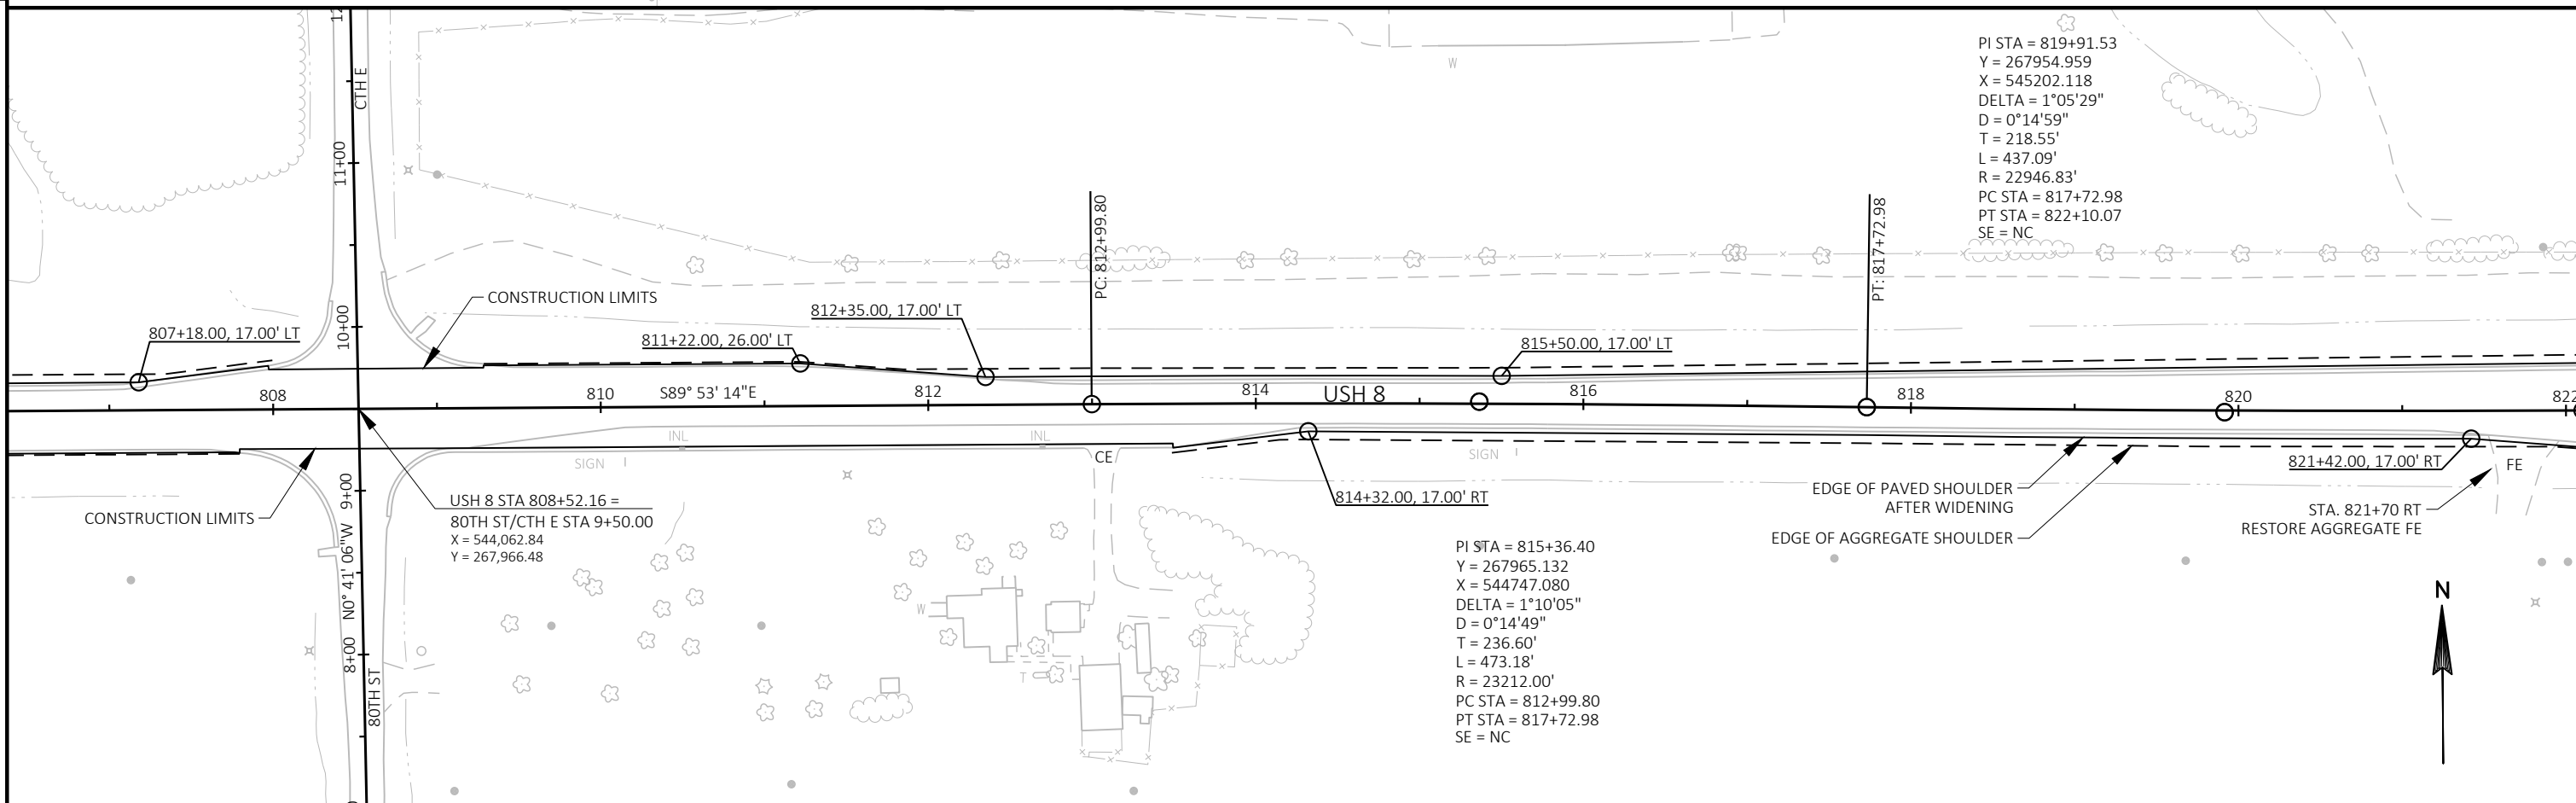 CTH E
11+00
10+00
9+00
8+00
N0° 41' 06"W
80TH ST
CONSTRUCTION LIMITS
807+18.00, 17.00' LT
811+22.00, 26.00' LT
812+35.00, 17.00' LT
815+50.00, 17.00' LT
PC: 812+99.80
PT: 817+72.98
W
PI STA = 819+91.53
Y = 267954.959
X = 545202.118
DELTA = 1°05'29"
D = 0°14'59"
T = 218.55'
L = 437.09'
R = 22946.83'
PC STA = 817+72.98
PT STA = 822+10.07
SE = NC
808
810
S89° 53' 14"E
812
814
USH 8
816
818
820
822
INL
INL
SIGN
SIGN
CE
FE
CONSTRUCTION LIMITS
USH 8 STA 808+52.16 =
80TH ST/CTH E STA 9+50.00
X = 544,062.84
Y = 267,966.48
814+32.00, 17.00' RT
821+42.00, 17.00' RT
EDGE OF PAVED SHOULDER
AFTER WIDENING
EDGE OF AGGREGATE SHOULDER
STA. 821+70 RT
RESTORE AGGREGATE FE
PI STA = 815+36.40
Y = 267965.132
X = 544747.080
DELTA = 1°10'05"
D = 0°14'49"
T = 236.60'
L = 473.18'
R = 23212.00'
PC STA = 812+99.80
PT STA = 817+72.98
SE = NC
W
T
N